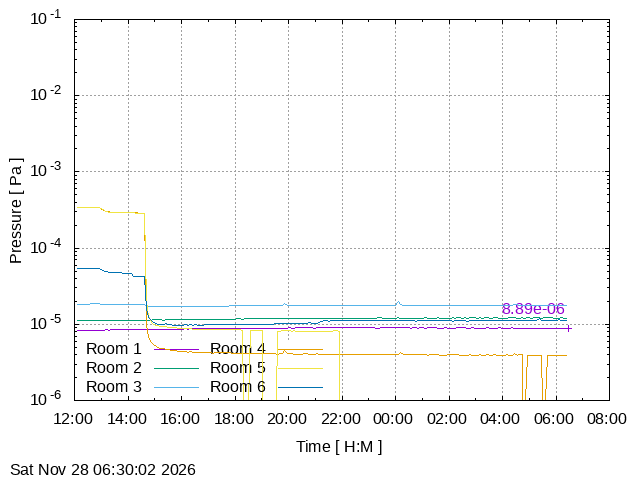 10^-1
10^-2
10^-3
10^-4
10^-5
10^-6
Pressure [ Pa ]
8.89e-06
Room 1 Room 4
Room 2 Room 5
Room 3 Room 6
12:00 14:00 16:00 18:00 20:00 22:00 00:00 02:00 04:00 06:00 08:00
Time [ H:M ]
Sat Nov 28 06:30:02 2026